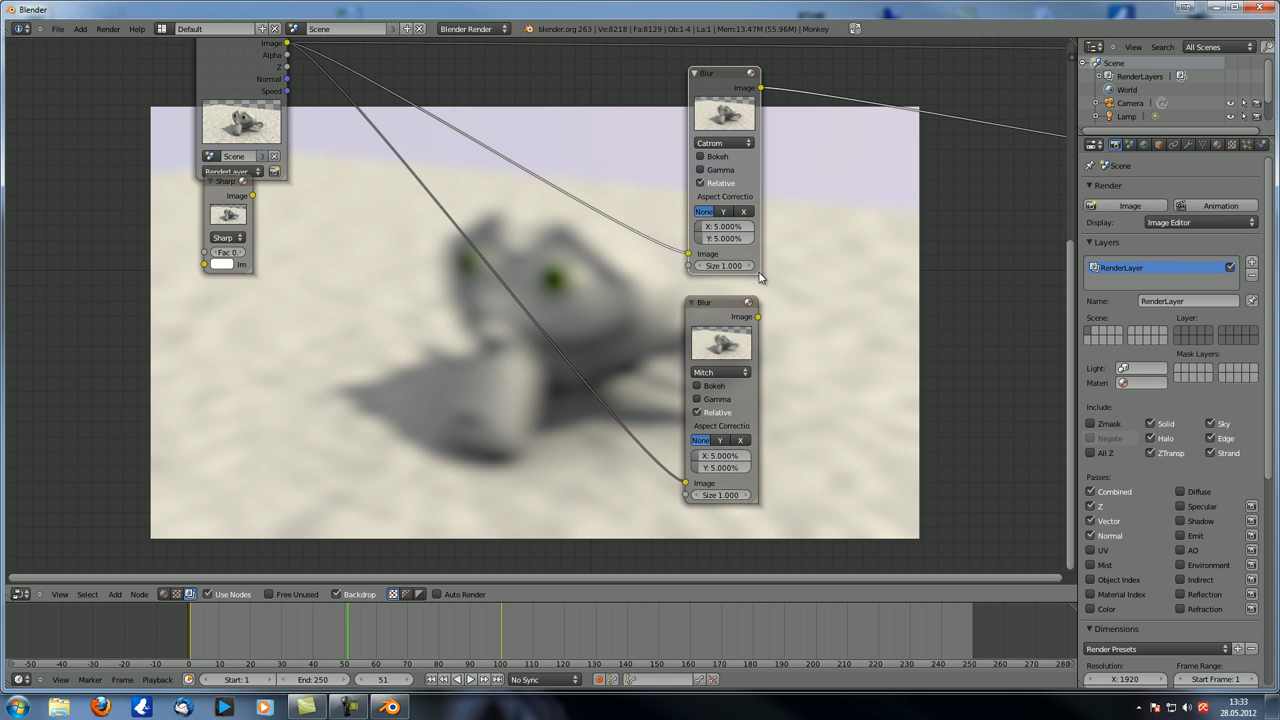 Blender
File Add Render Help Default Scene 3 Blender Render blender.org 263 | Ve:8218 | Fa:8129 | Ob:1-4 | La:1 | Mem:13.47M (55.96M) | Monkey
View Search All Scenes
Image
Alpha
Z
Normal
Speed
Scene 3
RenderLayer
Sharp
Image
Sharp
Fac 0.
Im
Blur
Image
Catrom
Bokeh
Gamma
Relative
Aspect Correctio
None Y X
X: 5.000%
Y: 5.000%
Image
Size 1.000
Blur
Image
Mitch
Bokeh
Gamma
Relative
Aspect Correctio
None Y X
X: 5.000%
Y: 5.000%
Image
Size 1.000
Scene
RenderLayers
World
Camera
Lamp
Scene
Render
Image Animation
Display: Image Editor
Layers
RenderLayer
Name: RenderLayer
Scene: Layer:
Mask Layers:
Light:
Materi
Include:
Zmask Solid Sky
Negate Halo Edge
All Z ZTransp Strand
Passes:
Combined Diffuse
Z Specular
Vector Shadow
Normal Emit
UV AO
Mist Environment
Object Index Indirect
Material Index Reflection
Color Refraction
Dimensions
Render Presets
Resolution: Frame Range:
X: 1920 Start Frame: 1
View Select Add Node Use Nodes Free Unused Backdrop Auto Render
-50 -40 -30 -20 -10 0 10 20 30 40 50 60 70 80 90 100 110 120 130 140 150 160 170 180 190 200 210 220 230 240 250 260 270 280
View Marker Frame Playback Start: 1 End: 250 51 No Sync
13:33
28.05.2012